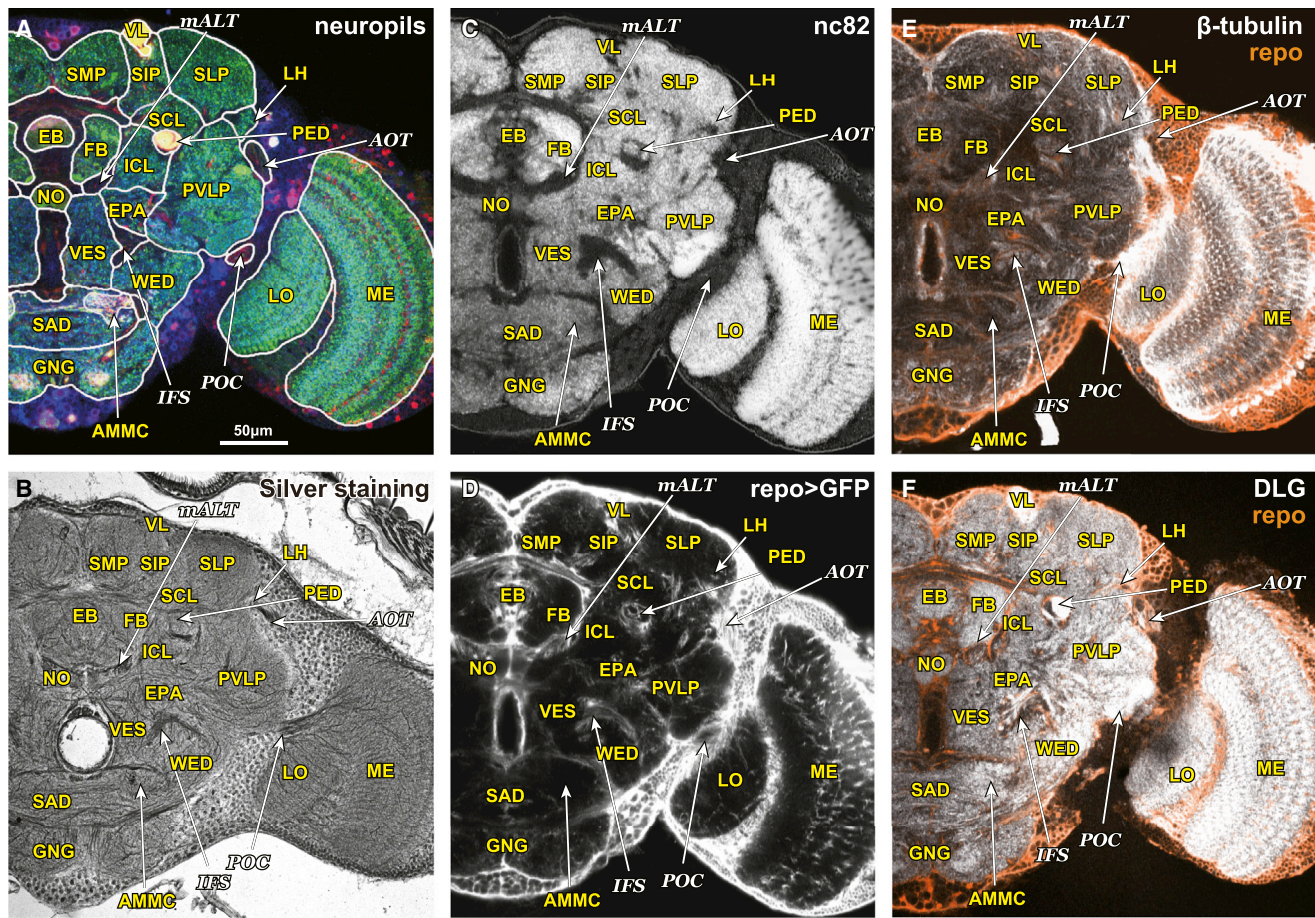 A
neuropils
mALT
VL
SMP
SIP
SLP
LH
SCL
PED
EB
FB
AOT
ICL
PVLP
NO
EPA
VES
WED
LO
ME
SAD
GNG
POC
IFS
AMMC
50µm
B
Silver staining
mALT
VL
SMP
SIP
SLP
LH
SCL
PED
EB
FB
AOT
ICL
NO
EPA
PVLP
VES
WED
LO
ME
SAD
GNG
POC
IFS
AMMC
C
nc82
mALT
VL
SMP
SIP
SLP
LH
SCL
PED
EB
FB
AOT
ICL
NO
EPA
PVLP
VES
WED
LO
ME
SAD
GNG
POC
IFS
AMMC
D
repo>GFP
mALT
VL
SMP
SIP
SLP
LH
PED
SCL
EB
AOT
FB
ICL
NO
EPA
PVLP
VES
WED
LO
ME
SAD
GNG
IFS
POC
AMMC
E
β-tubulin
repo
mALT
VL
SMP
SIP
SLP
LH
AOT
PED
SCL
EB
FB
ICL
NO
EPA
PVLP
VES
WED
LO
ME
SAD
GNG
POC
IFS
AMMC
F
DLG
repo
mALT
VL
SMP
SIP
SLP
LH
SCL
PED
AOT
EB
FB
ICL
NO
EPA
PVLP
VES
WED
LO
ME
SAD
GNG
POC
IFS
AMMC